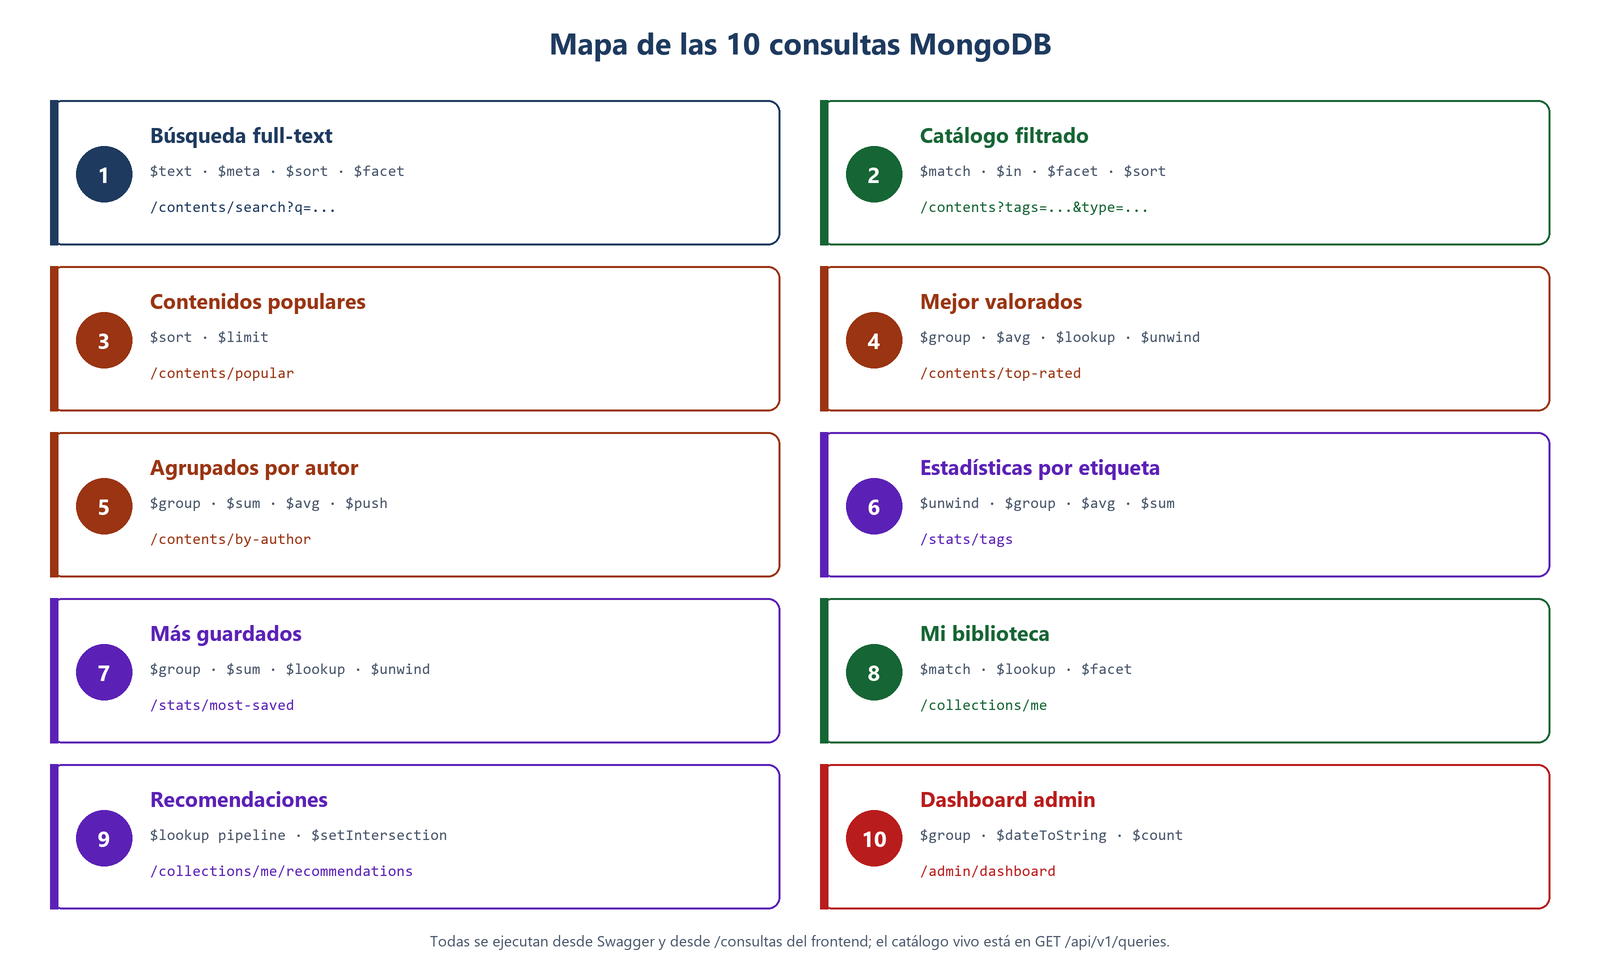 Mapa de las 10 consultas MongoDB
1
Búsqueda full-text
$text · $meta · $sort · $facet
/contents/search?q=...
2
Catálogo filtrado
$match · $in · $facet · $sort
/contents?tags=...&type=...
3
Contenidos populares
$sort · $limit
/contents/popular
4
Mejor valorados
$group · $avg · $lookup · $unwind
/contents/top-rated
5
Agrupados por autor
$group · $sum · $avg · $push
/contents/by-author
6
Estadísticas por etiqueta
$unwind · $group · $avg · $sum
/stats/tags
7
Más guardados
$group · $sum · $lookup · $unwind
/stats/most-saved
8
Mi biblioteca
$match · $lookup · $facet
/collections/me
9
Recomendaciones
$lookup pipeline · $setIntersection
/collections/me/recommendations
10
Dashboard admin
$group · $dateToString · $count
/admin/dashboard
Todas se ejecutan desde Swagger y desde /consultas del frontend; el catálogo vivo está en GET /api/v1/queries.